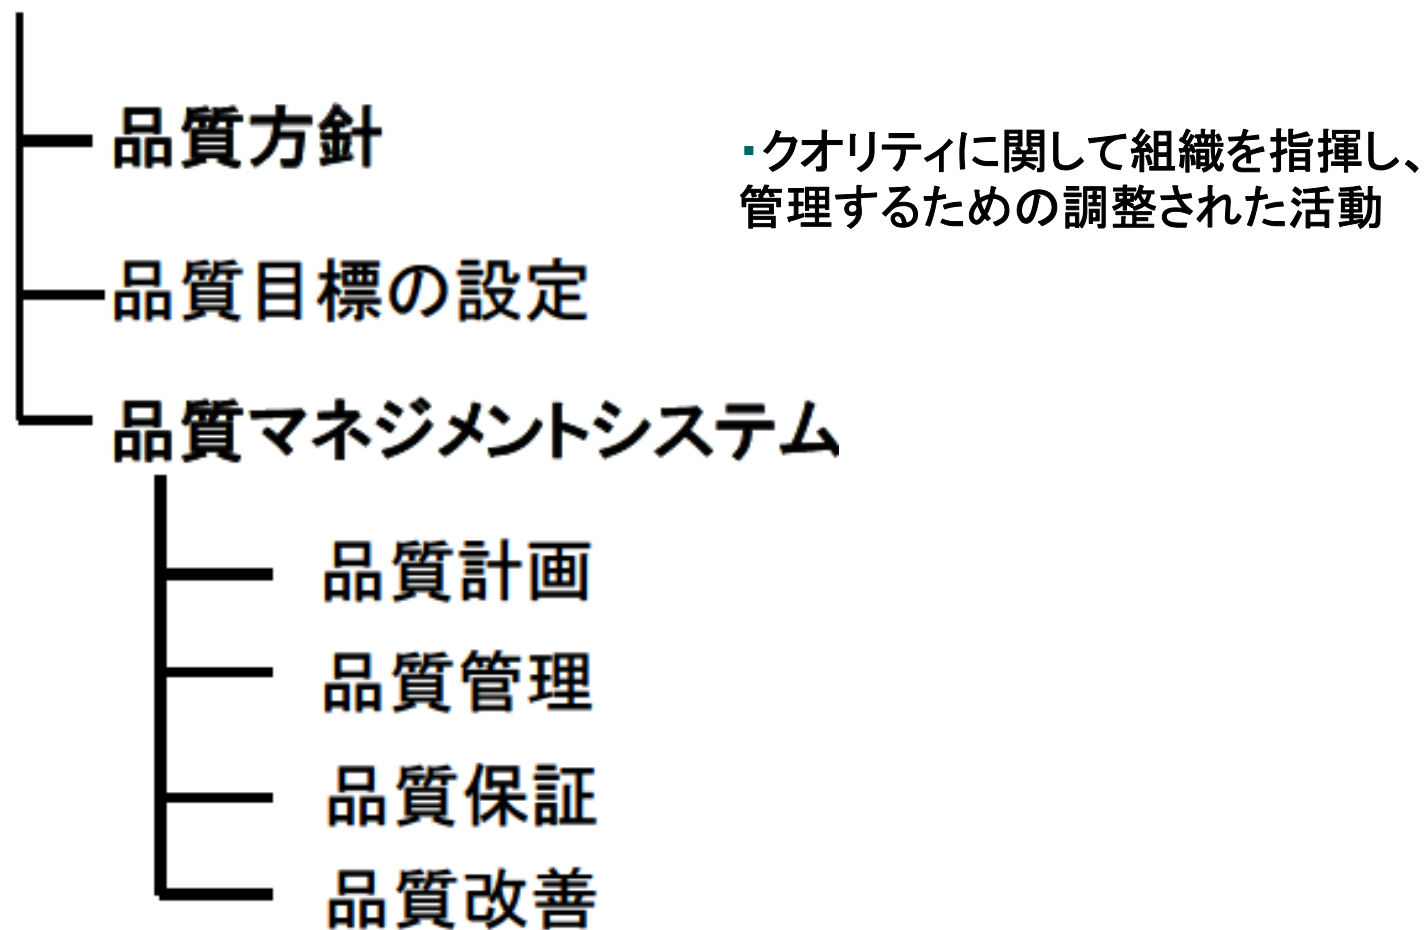 品質方針
・クオリティに関して組織を指揮し、
管理するための調整された活動
品質目標の設定
品質マネジメントシステム
品質計画
品質管理
品質保証
品質改善